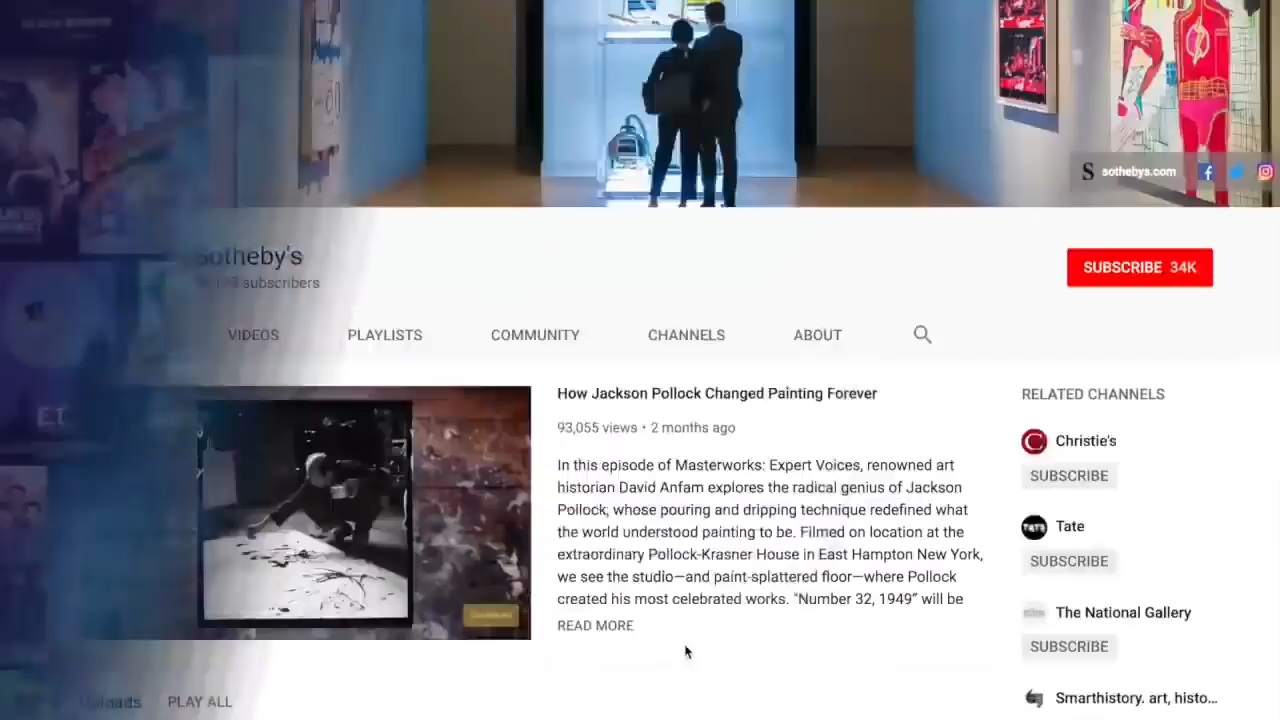 sothebys.com
Sotheby's
subscribers
SUBSCRIBE 34K
VIDEOS PLAYLISTS COMMUNITY CHANNELS ABOUT
How Jackson Pollock Changed Painting Forever
93,055 views • 2 months ago
In this episode of Masterworks: Expert Voices, renowned art
historian David Anfam explores the radical genius of Jackson
Pollock, whose pouring and dripping technique redefined what
the world understood painting to be. Filmed on location at the
extraordinary Pollock-Krasner House in East Hampton New York,
we see the studio—and paint-splattered floor—where Pollock
created his most celebrated works. "Number 32, 1949" will be
READ MORE
RELATED CHANNELS
Christie's
SUBSCRIBE
TATE
Tate
SUBSCRIBE
The National Gallery
SUBSCRIBE
Smarthistory. art, histo...
Uploads PLAY ALL